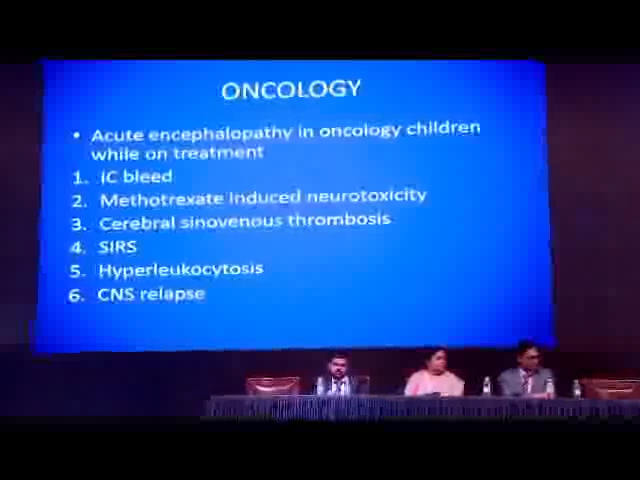 ONCOLOGY
• Acute encephalopathy in oncology children
while on treatment
1. IC bleed
2. Methotrexate induced neurotoxicity
3. Cerebral sinovenous thrombosis
4. SIRS
5. Hyperleukocytosis
6. CNS relapse